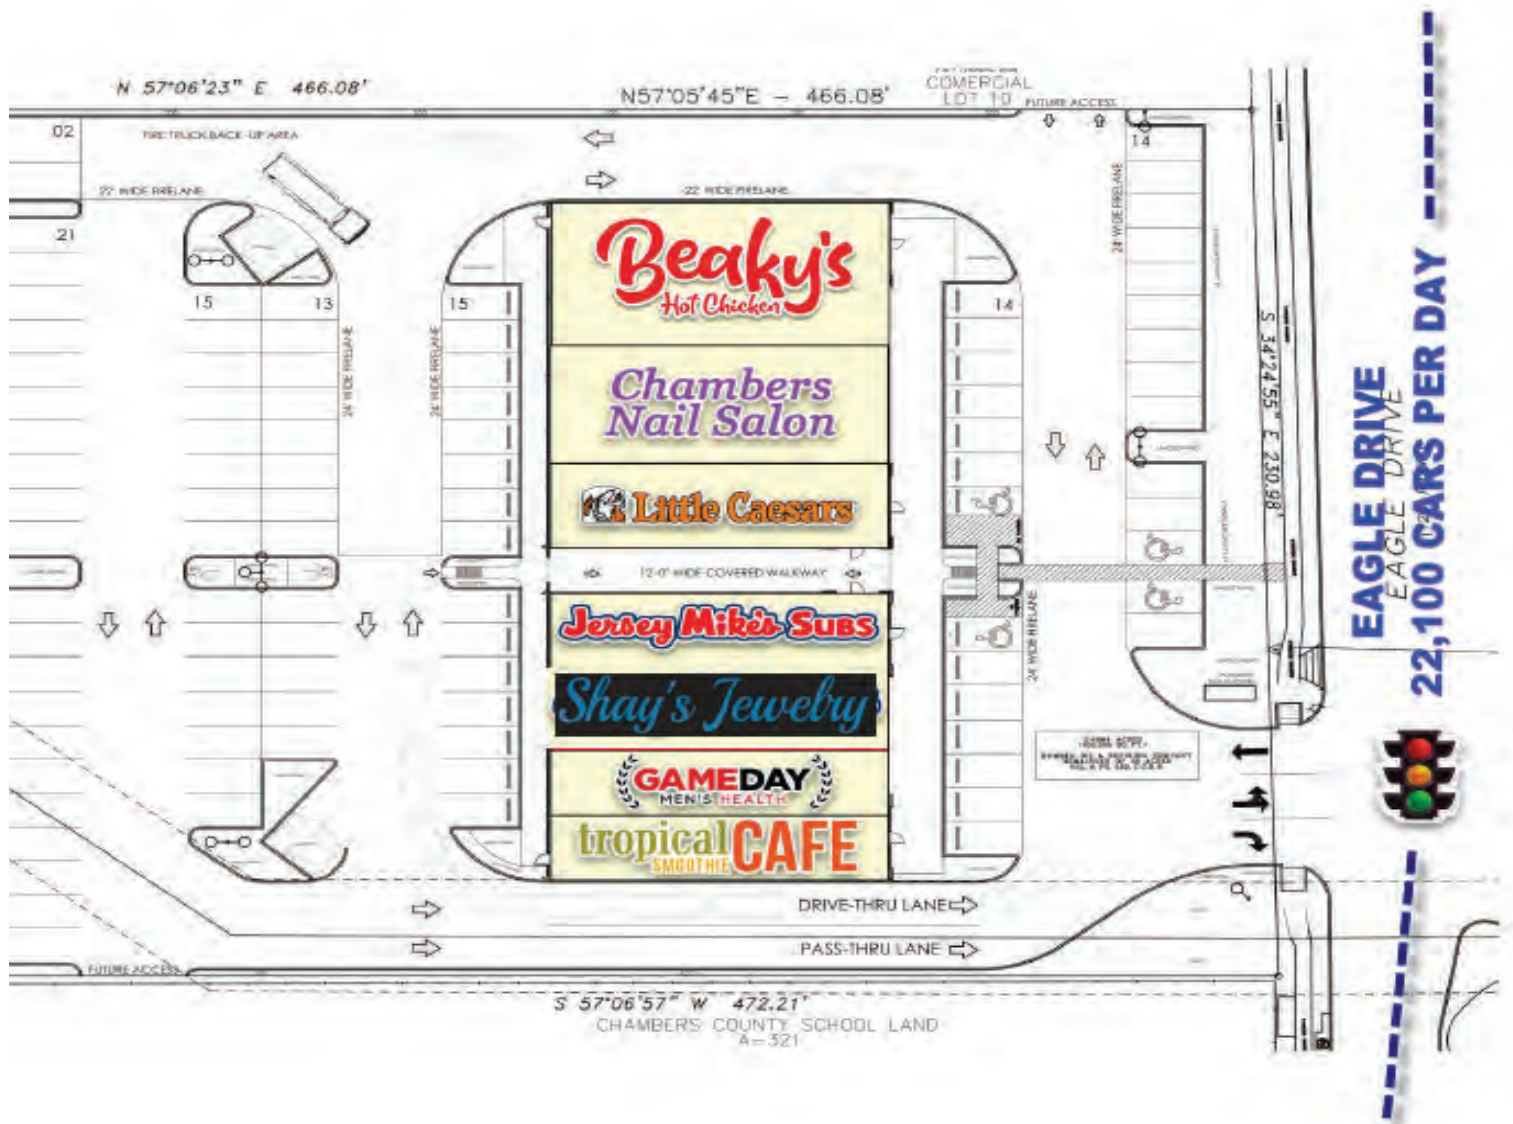 N 57°06'23" E 466.08'
N57°05'45"E - 466.08'
COMERCIAL
LOT 10
FUTURE ACCESS
02
FIRE TRUCK BACK-UP AREA
14
22' WIDE FIRELANE
22' WIDE FIRELANE
21
24' WIDE FIRELANE
Beaky's
Hot Chicken
15
13
15
14
24' WIDE FIRELANE
24' WIDE FIRELANE
Chambers
Nail Salon
Little Caesars
12'-0" WIDE COVERED WALKWAY
Jersey Mike's SUBS
24' WIDE FIRELANE
Shay's Jewelry
GAMEDAY
MEN'S HEALTH
tropical
SMOOTHIE
CAFE
S 34°24'55" E 230.98'
EAGLE DRIVE
EAGLE DRIVE
22,100 CARS PER DAY
DRIVE-THRU LANE
PASS-THRU LANE
FUTURE ACCESS
S 57°06'57" W 472.21'
CHAMBERS COUNTY SCHOOL LAND
A-321